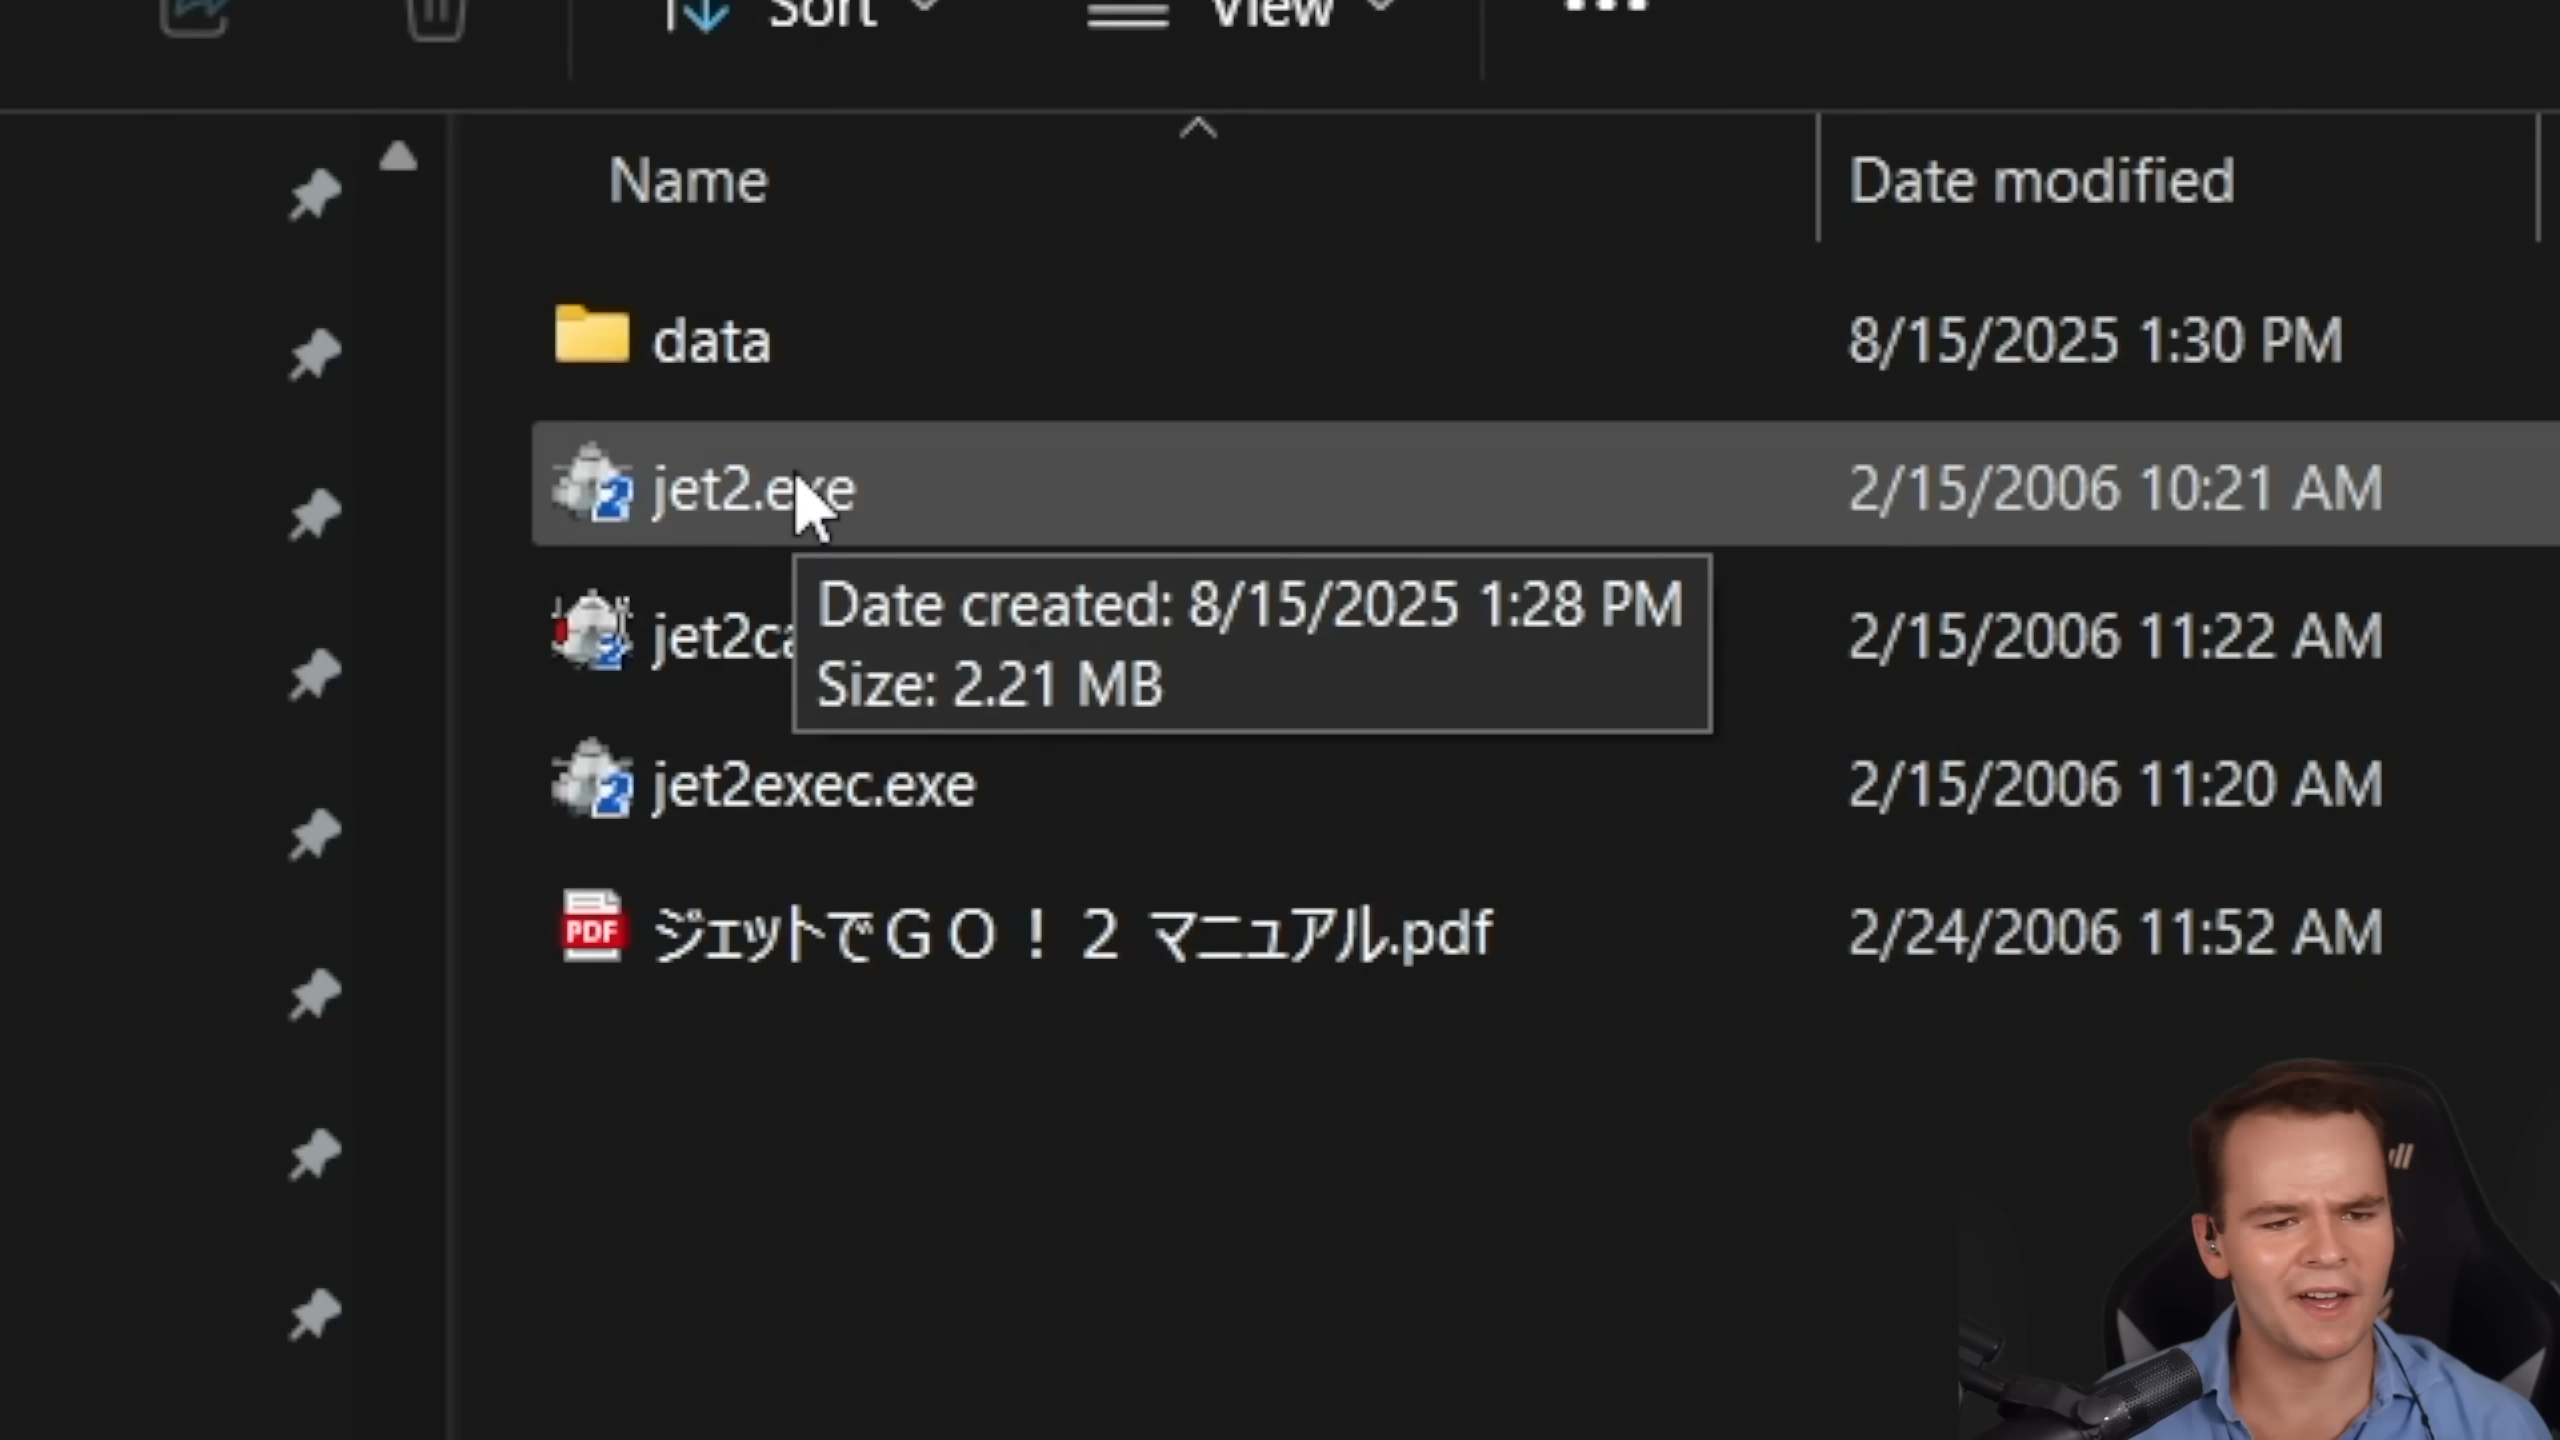 Sort View
Name Date modified
data 8/15/2025 1:30 PM
jet2.exe 2/15/2006 10:21 AM
Date created: 8/15/2025 1:28 PM
jet2ca 2/15/2006 11:22 AM
Size: 2.21 MB
jet2exec.exe 2/15/2006 11:20 AM
PDF ジェットでＧＯ！２ マニュアル.pdf 2/24/2006 11:52 AM